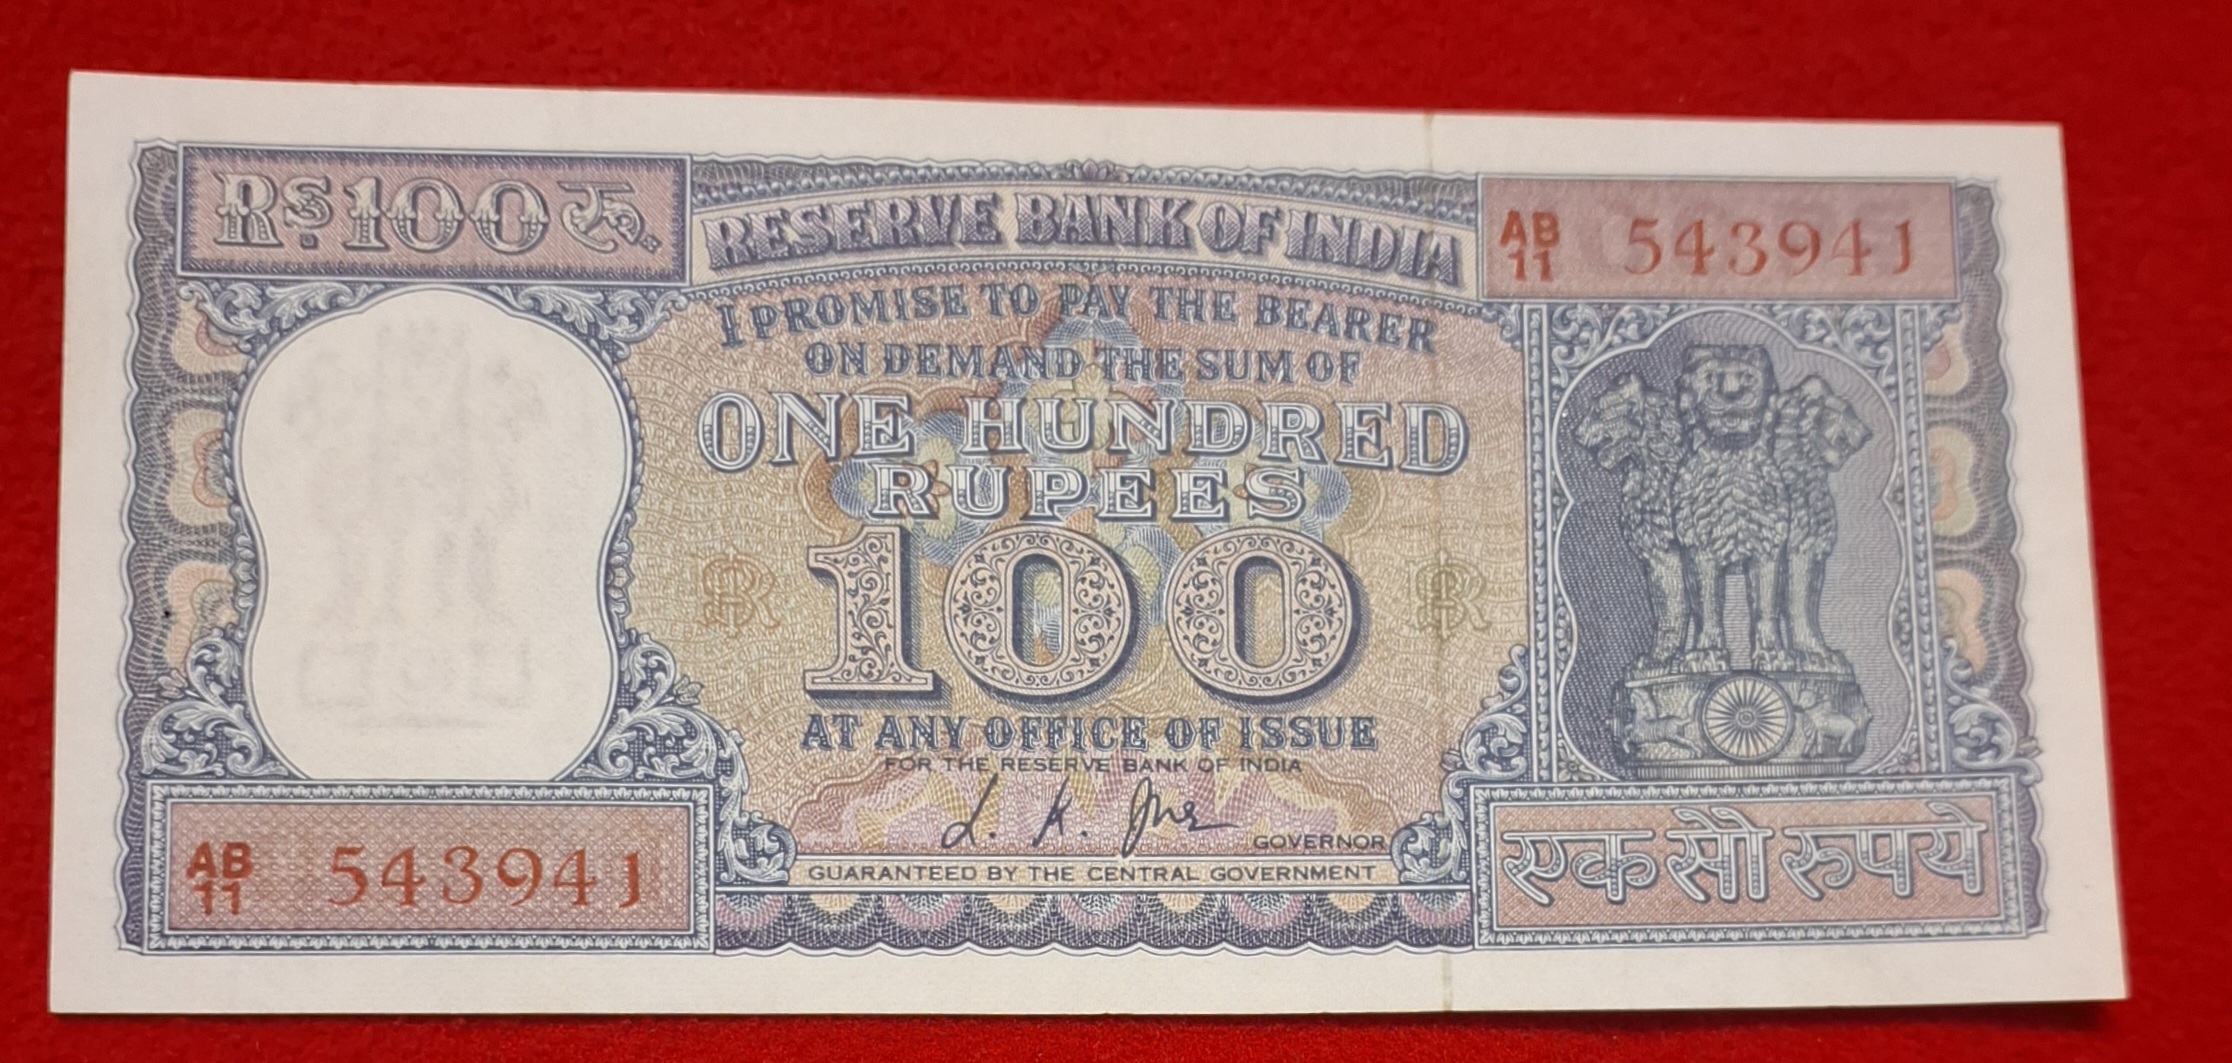 RS. 100 रु.
RESERVE BANK OF INDIA
AB
11 543941
I PROMISE TO PAY THE BEARER
ON DEMAND THE SUM OF
ONE HUNDRED
RUPEES
100
AT ANY OFFICE OF ISSUE
FOR THE RESERVE BANK OF INDIA
L. K. Jha
GOVERNOR
GUARANTEED BY THE CENTRAL GOVERNMENT
AB
11 543941
एक सौ रुपये